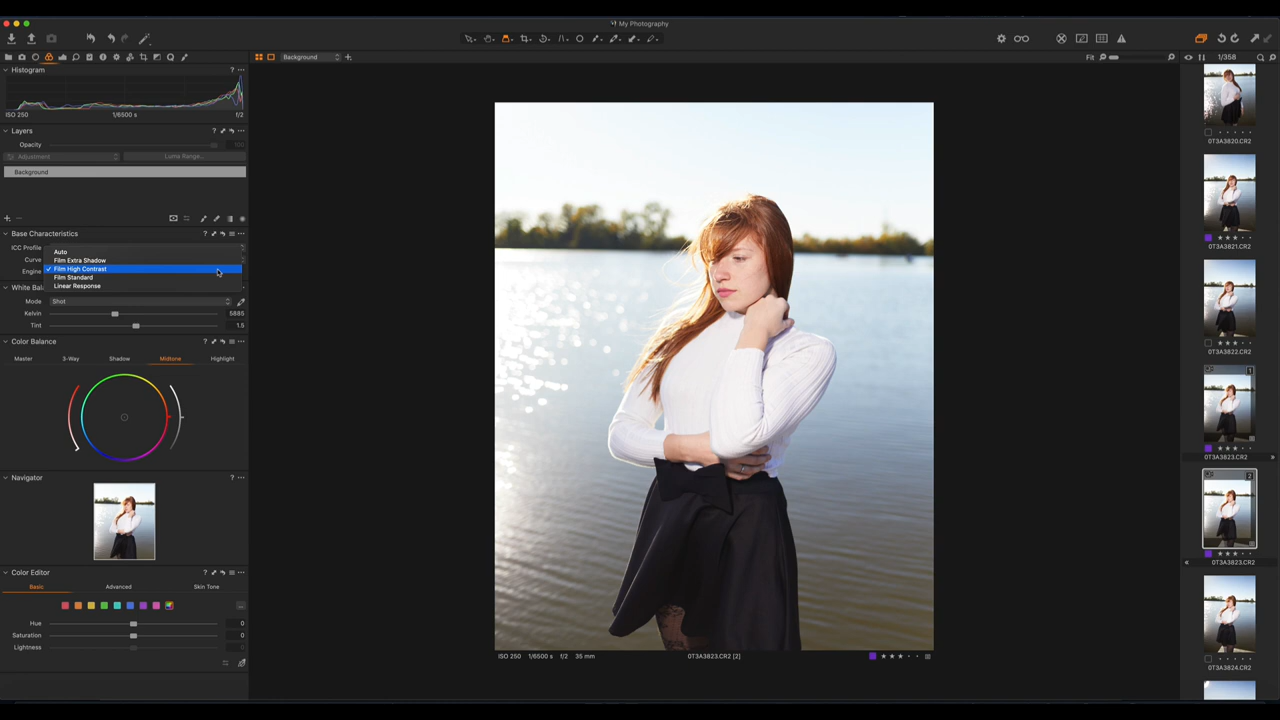 My Photography
Background
Fit
1/358
Histogram
ISO 250
1/6500 s
f/2
Layers
Opacity
100
Adjustment
Luma Range...
Background
Base Characteristics
ICC Profile
Curve
Engine
Auto
Film Extra Shadow
✓ Film High Contrast
Film Standard
Linear Response
White Bala
Mode
Shot
Kelvin
5885
Tint
1.5
Color Balance
Master
3-Way
Shadow
Midtone
Highlight
Navigator
Color Editor
Basic
Advanced
Skin Tone
Hue
0
Saturation
0
Lightness
ISO 250
1/6500 s
f/2
35 mm
0T3A3823.CR2 [2]
0T3A3820.CR2
0T3A3821.CR2
0T3A3822.CR2
1
0T3A3823.CR2
2
0T3A3823.CR2
0T3A3824.CR2